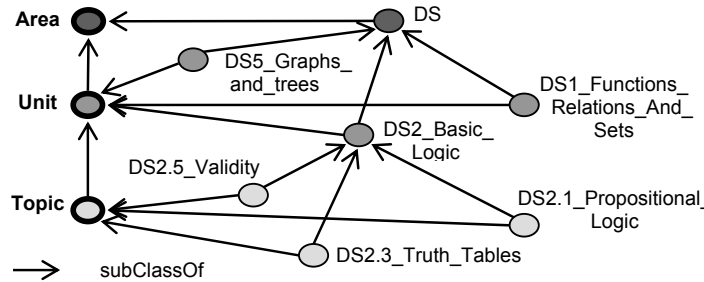 Area
DS
DS5_Graphs_
and_trees
Unit
DS1_Functions_
Relations_And_
Sets
DS2_Basic_
Logic
DS2.5_Validity
Topic
DS2.1_Propositional_
Logic
DS2.3_Truth_Tables
subClassOf